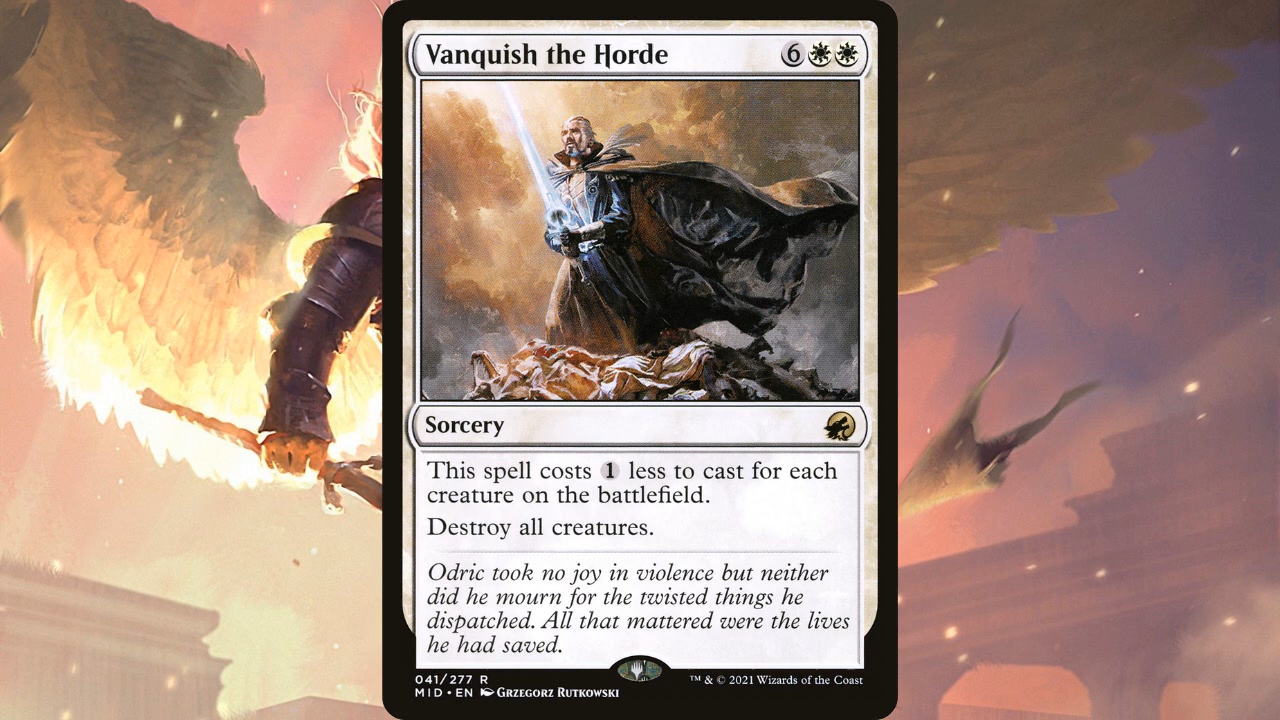 Vanquish the Horde 6
Sorcery
This spell costs 1 less to cast for each
creature on the battlefield.
Destroy all creatures.
Odric took no joy in violence but neither
did he mourn for the twisted things he
dispatched. All that mattered were the lives
he had saved.
041/277 R
MID • EN Grzegorz Rutkowski
™ & © 2021 Wizards of the Coast